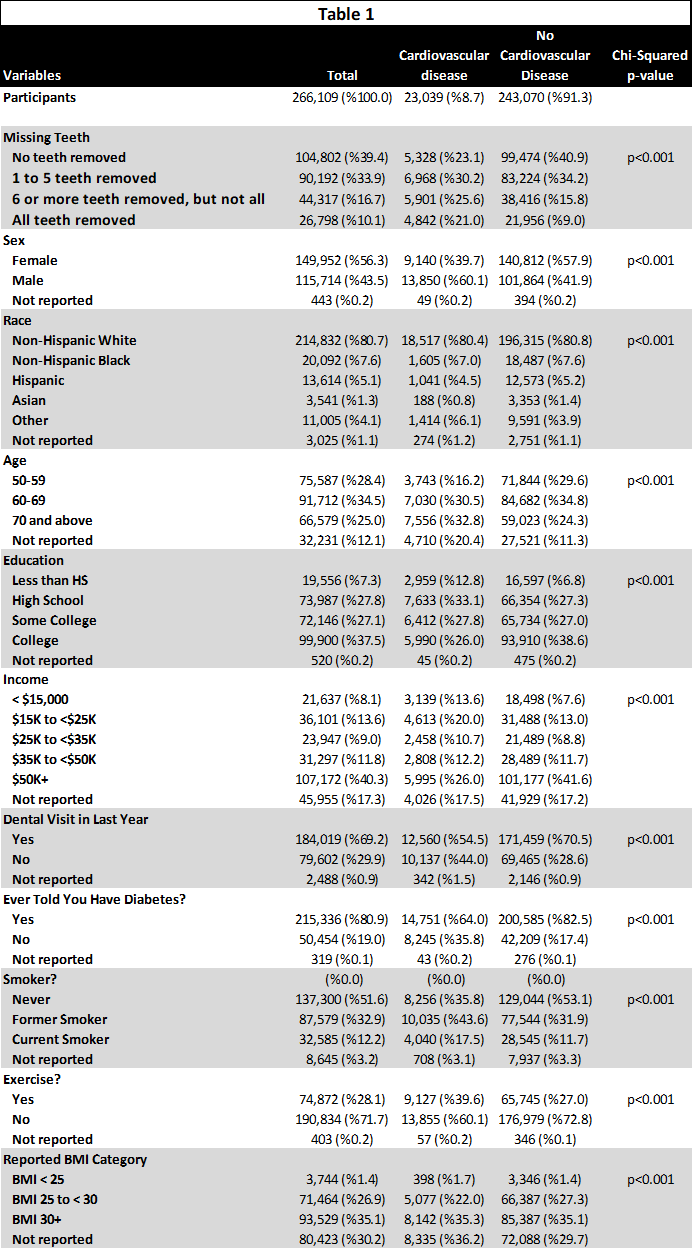 Table 1
No
Cardiovascular Cardiovascular Chi-Squared
Variables Total disease Disease p-value
Participants 266,109 (%100.0) 23,039 (%8.7) 243,070 (%91.3)
Missing Teeth
No teeth removed 104,802 (%39.4) 5,328 (%23.1) 99,474 (%40.9) p<0.001
1 to 5 teeth removed 90,192 (%33.9) 6,968 (%30.2) 83,224 (%34.2)
6 or more teeth removed, but not all 44,317 (%16.7) 5,901 (%25.6) 38,416 (%15.8)
All teeth removed 26,798 (%10.1) 4,842 (%21.0) 21,956 (%9.0)
Sex
Female 149,952 (%56.3) 9,140 (%39.7) 140,812 (%57.9) p<0.001
Male 115,714 (%43.5) 13,850 (%60.1) 101,864 (%41.9)
Not reported 443 (%0.2) 49 (%0.2) 394 (%0.2)
Race
Non-Hispanic White 214,832 (%80.7) 18,517 (%80.4) 196,315 (%80.8) p<0.001
Non-Hispanic Black 20,092 (%7.6) 1,605 (%7.0) 18,487 (%7.6)
Hispanic 13,614 (%5.1) 1,041 (%4.5) 12,573 (%5.2)
Asian 3,541 (%1.3) 188 (%0.8) 3,353 (%1.4)
Other 11,005 (%4.1) 1,414 (%6.1) 9,591 (%3.9)
Not reported 3,025 (%1.1) 274 (%1.2) 2,751 (%1.1)
Age
50-59 75,587 (%28.4) 3,743 (%16.2) 71,844 (%29.6) p<0.001
60-69 91,712 (%34.5) 7,030 (%30.5) 84,682 (%34.8)
70 and above 66,579 (%25.0) 7,556 (%32.8) 59,023 (%24.3)
Not reported 32,231 (%12.1) 4,710 (%20.4) 27,521 (%11.3)
Education
Less than HS 19,556 (%7.3) 2,959 (%12.8) 16,597 (%6.8) p<0.001
High School 73,987 (%27.8) 7,633 (%33.1) 66,354 (%27.3)
Some College 72,146 (%27.1) 6,412 (%27.8) 65,734 (%27.0)
College 99,900 (%37.5) 5,990 (%26.0) 93,910 (%38.6)
Not reported 520 (%0.2) 45 (%0.2) 475 (%0.2)
Income
< $15,000 21,637 (%8.1) 3,139 (%13.6) 18,498 (%7.6) p<0.001
$15K to <$25K 36,101 (%13.6) 4,613 (%20.0) 31,488 (%13.0)
$25K to <$35K 23,947 (%9.0) 2,458 (%10.7) 21,489 (%8.8)
$35K to <$50K 31,297 (%11.8) 2,808 (%12.2) 28,489 (%11.7)
$50K+ 107,172 (%40.3) 5,995 (%26.0) 101,177 (%41.6)
Not reported 45,955 (%17.3) 4,026 (%17.5) 41,929 (%17.2)
Dental Visit in Last Year
Yes 184,019 (%69.2) 12,560 (%54.5) 171,459 (%70.5) p<0.001
No 79,602 (%29.9) 10,137 (%44.0) 69,465 (%28.6)
Not reported 2,488 (%0.9) 342 (%1.5) 2,146 (%0.9)
Ever Told You Have Diabetes?
Yes 215,336 (%80.9) 14,751 (%64.0) 200,585 (%82.5) p<0.001
No 50,454 (%19.0) 8,245 (%35.8) 42,209 (%17.4)
Not reported 319 (%0.1) 43 (%0.2) 276 (%0.1)
Smoker? (%0.0) (%0.0) (%0.0)
Never 137,300 (%51.6) 8,256 (%35.8) 129,044 (%53.1) p<0.001
Former Smoker 87,579 (%32.9) 10,035 (%43.6) 77,544 (%31.9)
Current Smoker 32,585 (%12.2) 4,040 (%17.5) 28,545 (%11.7)
Not reported 8,645 (%3.2) 708 (%3.1) 7,937 (%3.3)
Exercise?
Yes 74,872 (%28.1) 9,127 (%39.6) 65,745 (%27.0) p<0.001
No 190,834 (%71.7) 13,855 (%60.1) 176,979 (%72.8)
Not reported 403 (%0.2) 57 (%0.2) 346 (%0.1)
Reported BMI Category
BMI < 25 3,744 (%1.4) 398 (%1.7) 3,346 (%1.4) p<0.001
BMI 25 to < 30 71,464 (%26.9) 5,077 (%22.0) 66,387 (%27.3)
BMI 30+ 93,529 (%35.1) 8,142 (%35.3) 85,387 (%35.1)
Not reported 80,423 (%30.2) 8,335 (%36.2) 72,088 (%29.7)